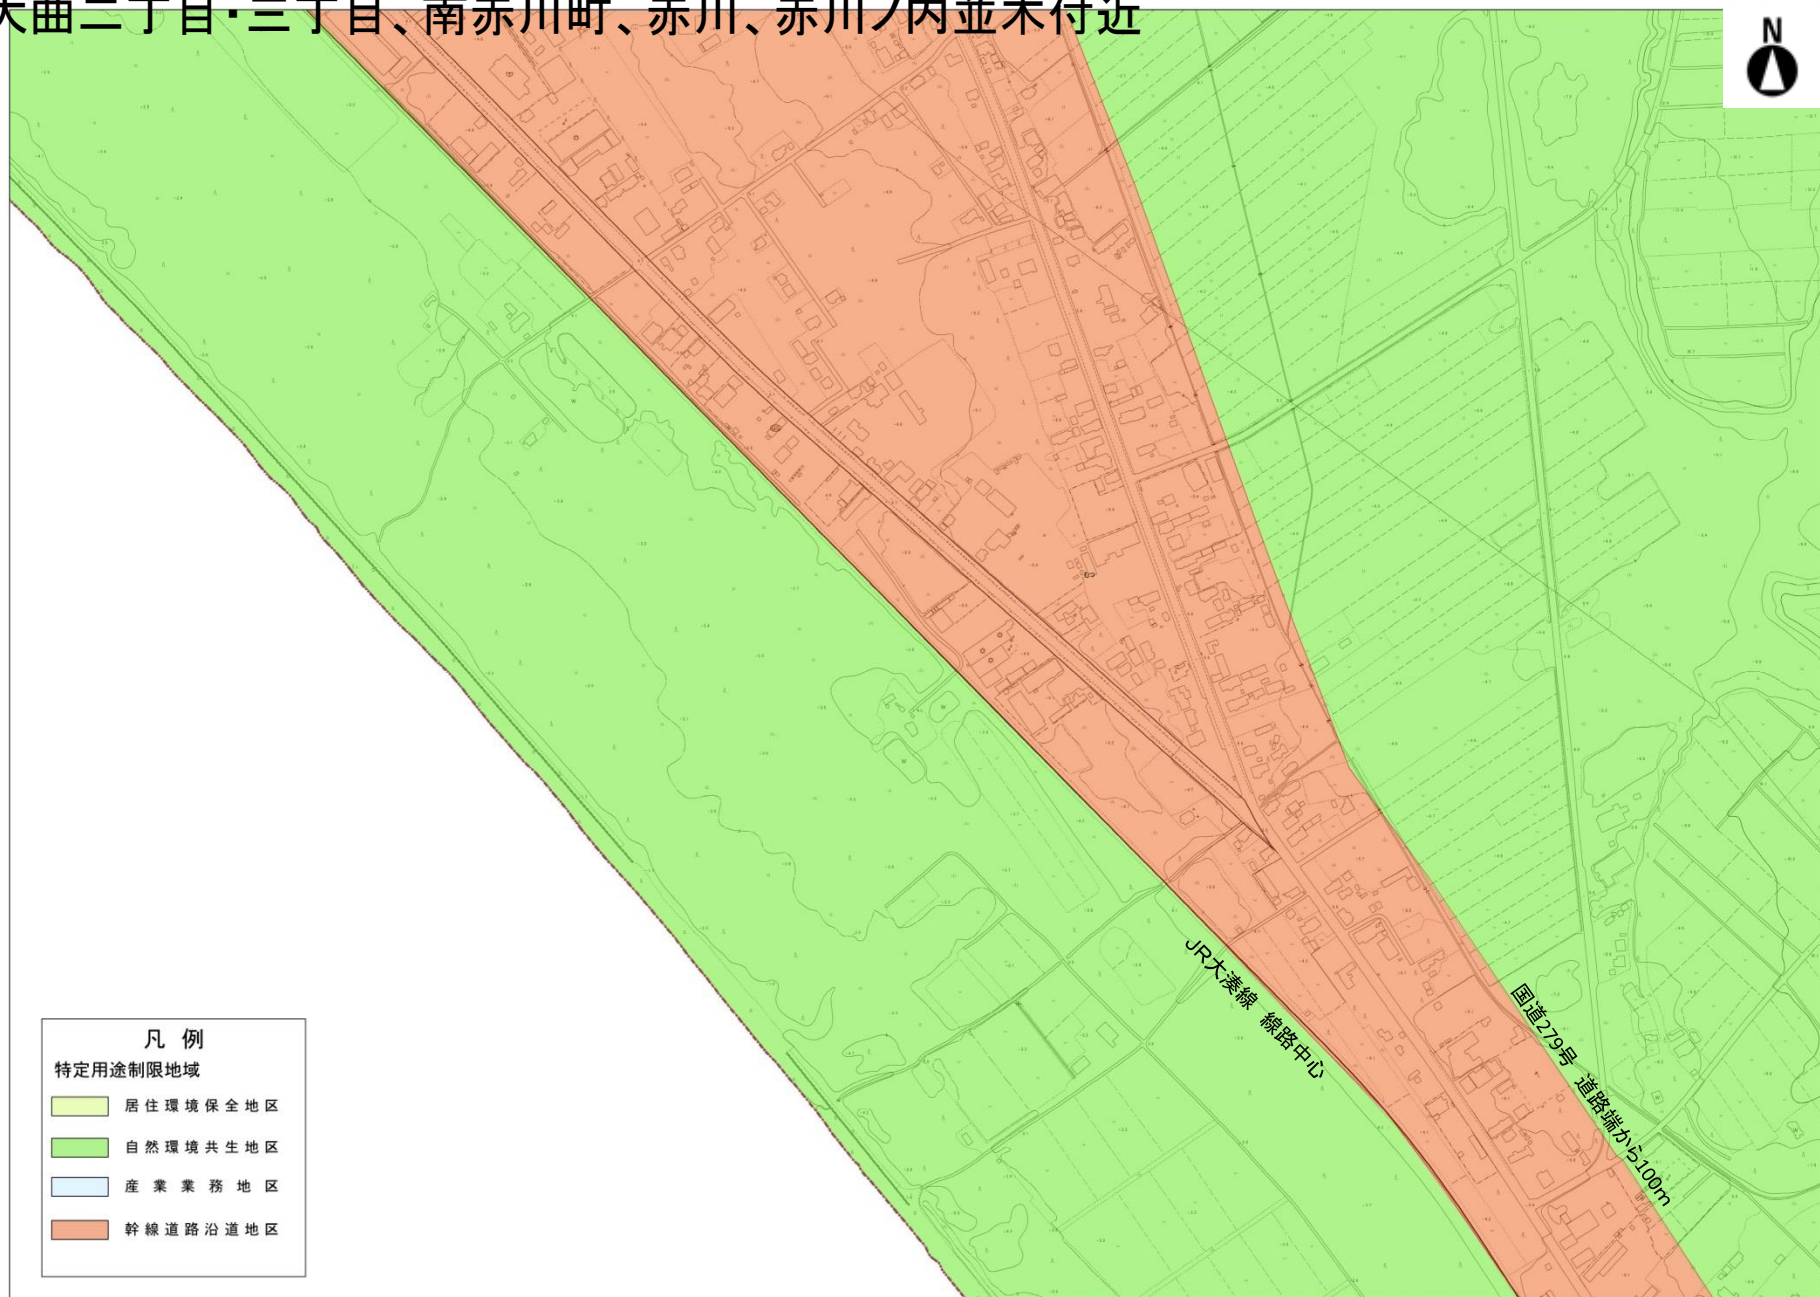 大曲二丁目・三丁目、南赤川町、赤川、赤川ノ内並木付近
N
JR大湊線 線路中心
国道279号 道路端から100m
凡 例
特定用途制限地域
居住環境保全地区
自然環境共生地区
産業業務地区
幹線道路沿道地区